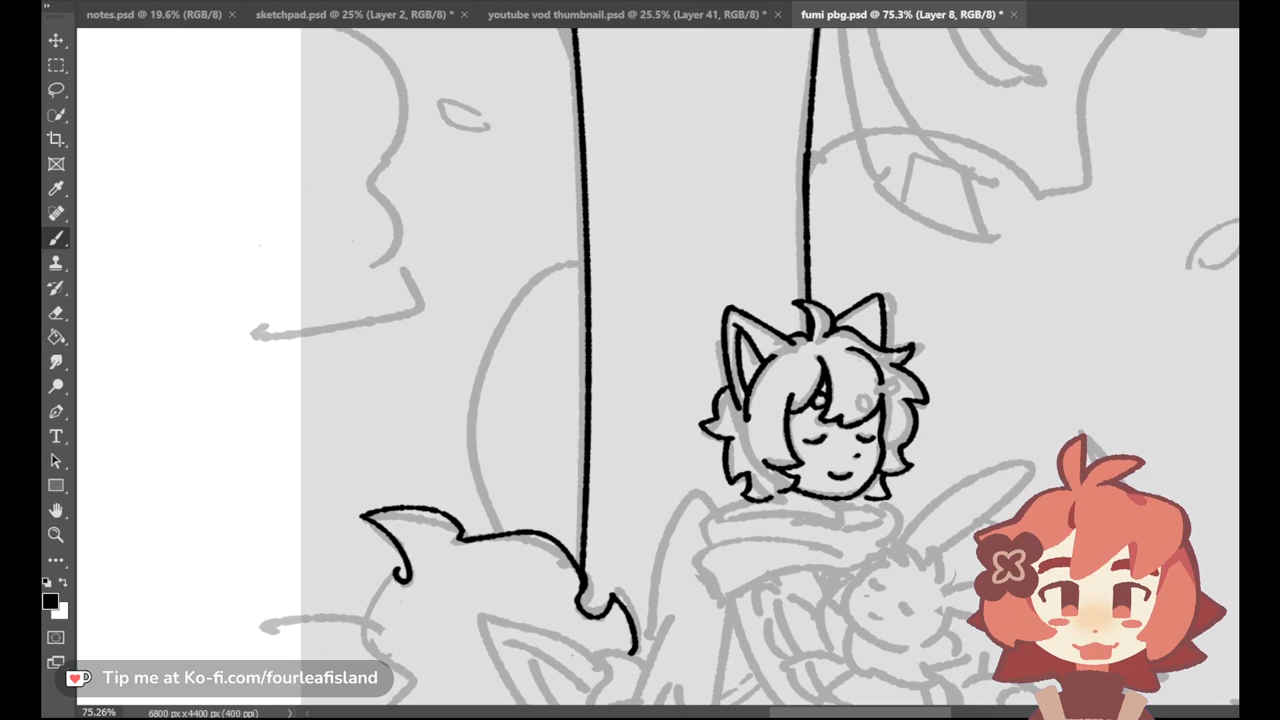 notes.psd @ 19.6% (RGB/8)
sketchpad.psd @ 25% (Layer 2, RGB/8) *
youtube vod thumbnail.psd @ 25.5% (Layer 41, RGB/8) *
fumi pbg.psd @ 75.3% (Layer 8, RGB/8) *
T
Tip me at Ko-fi.com/fourleafisland
75.26%
6800 px x 4400 px (400 ppi)